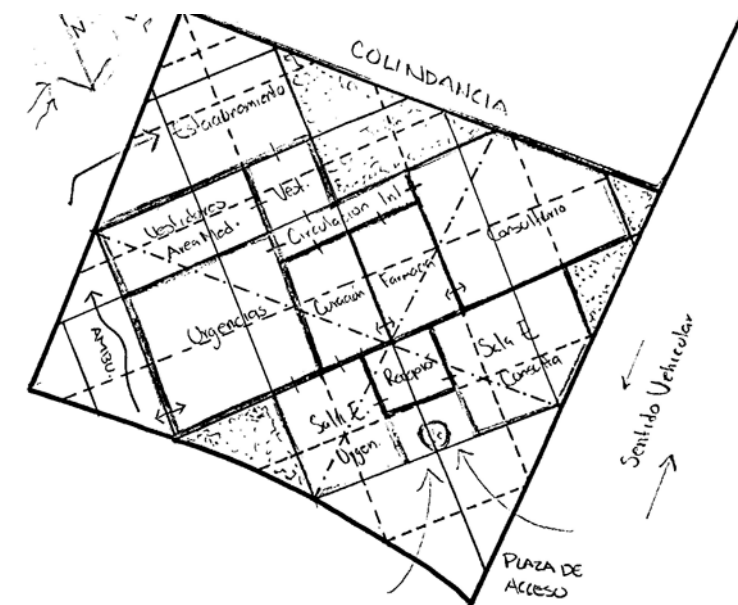 N
COLINDANCIA
Estacionamiento
Vestidores
Area Med.
Vest.
Circulacion Int.
Consultorio
Urgencias
Curacion
Farmacia
AMBU.
Recepcion
Sala E
Consulta
Sala E
Urgen.
Sentido Vehicular
PLAZA DE
ACCESO